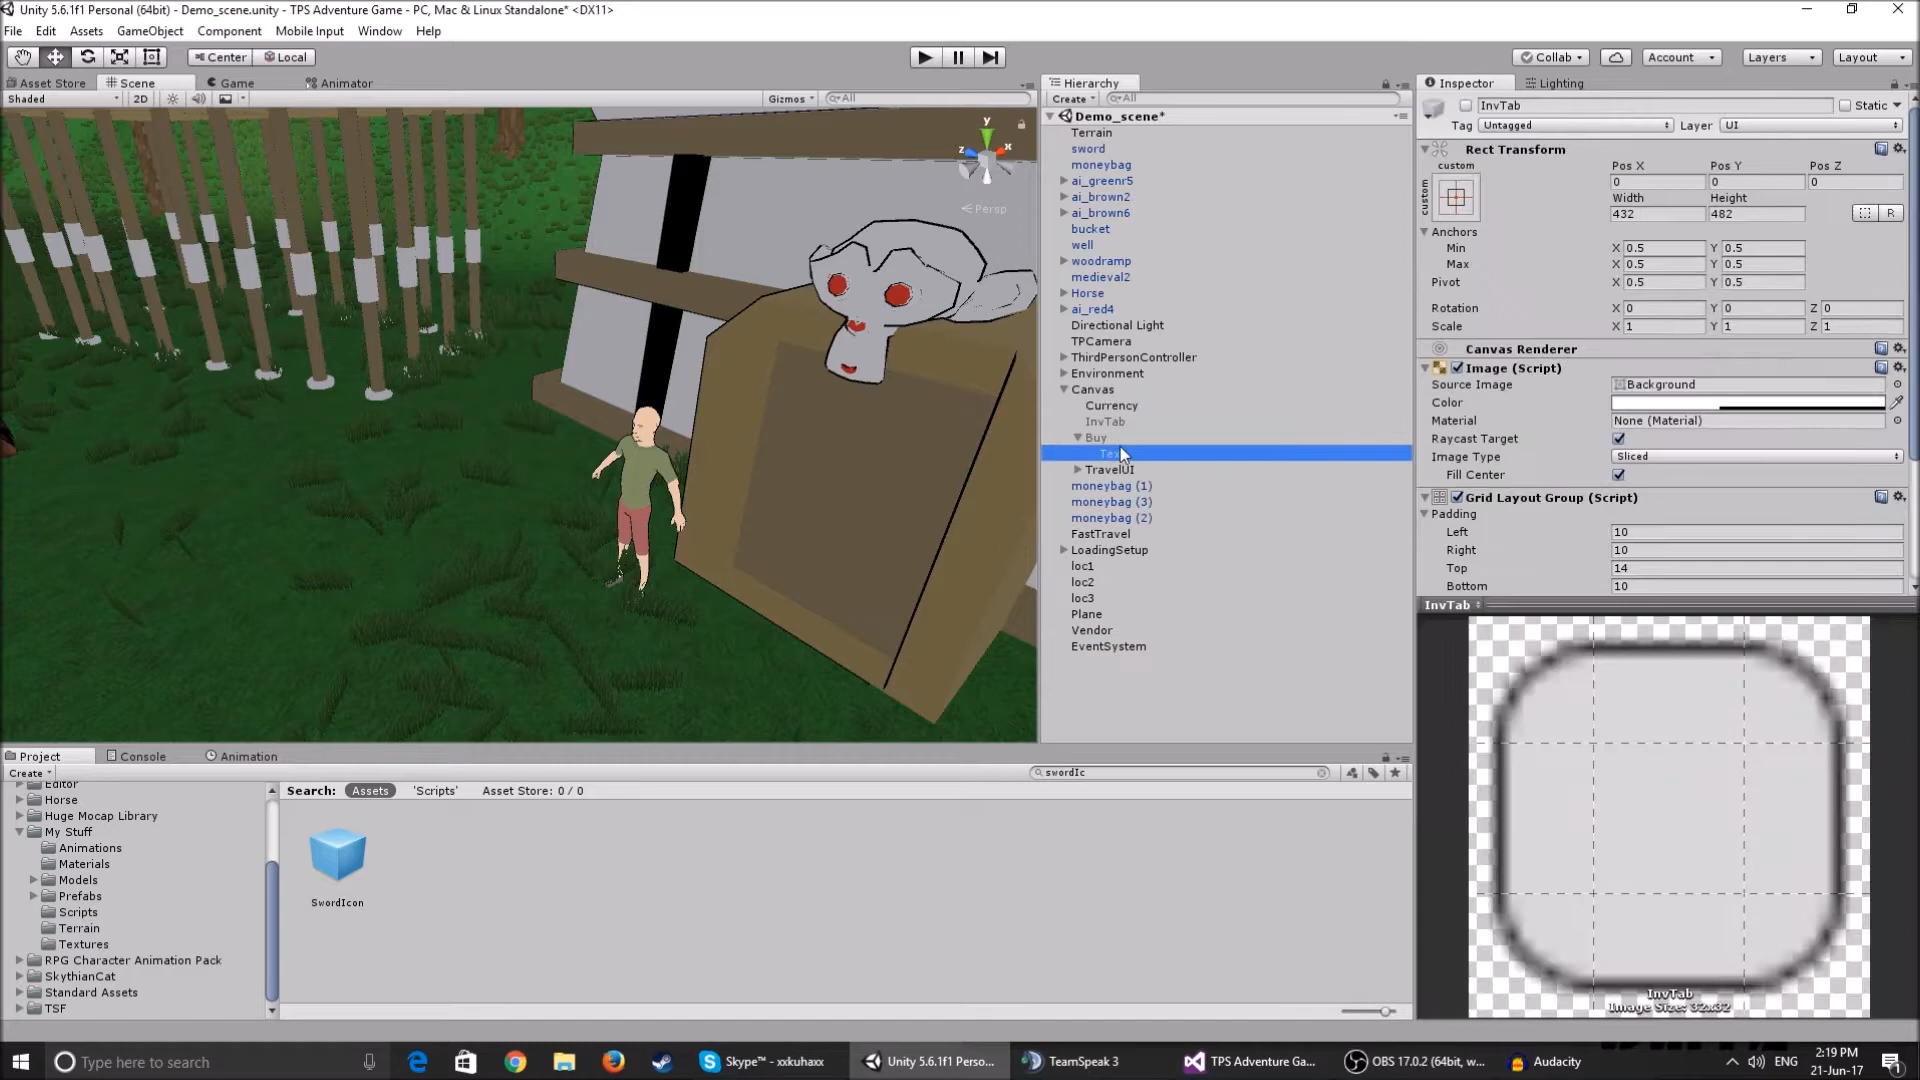 Unity 5.6.1f1 Personal (64bit) - Demo_scene.unity - TPS Adventure Game - PC, Mac & Linux Standalone* <DX11>
File Edit Assets GameObject Component Mobile Input Window Help
Center Local Collab Account Layers Layout
Asset Store Scene Game Animator
Shaded 2D Gizmos All
y
z x
Persp
Hierarchy
Create All
Demo_scene*
Terrain
sword
moneybag
ai_greenr5
ai_brown2
ai_brown6
bucket
well
woodramp
medieval2
Horse
ai_red4
Directional Light
TPCamera
ThirdPersonController
Environment
Canvas
Currency
InvTab
Buy
TravelUI
moneybag (1)
moneybag (3)
moneybag (2)
FastTravel
LoadingSetup
loc1
loc2
loc3
Plane
Vendor
EventSystem
Inspector Lighting
InvTab Static
Tag Untagged Layer UI
Rect Transform
custom Pos X Pos Y Pos Z
custom 0 0 0
Width Height
432 482 R
Anchors
Min X 0.5 Y 0.5
Max X 0.5 Y 0.5
Pivot X 0.5 Y 0.5
Rotation X 0 Y 0 Z 0
Scale X 1 Y 1 Z 1
Canvas Renderer
Image (Script)
Source Image Background
Color
Material None (Material)
Raycast Target
Image Type Sliced
Fill Center
Grid Layout Group (Script)
Padding
Left 10
Right 10
Top 14
Bottom 10
InvTab
InvTab
Image Size: 32x32
Project Console Animation
Create swordIc
Editor
Horse
Huge Mocap Library
My Stuff
Animations
Materials
Models
Prefabs
Scripts
Terrain
Textures
RPG Character Animation Pack
SkythianCat
Standard Assets
TSF
Search: Assets 'Scripts' Asset Store: 0 / 0
SwordIcon
Type here to search
Skype™ - xxkuhaxx
Unity 5.6.1f1 Perso...
TeamSpeak 3
TPS Adventure Ga...
OBS 17.0.2 (64bit, w...
Audacity
ENG
2:19 PM
21-Jun-17
1